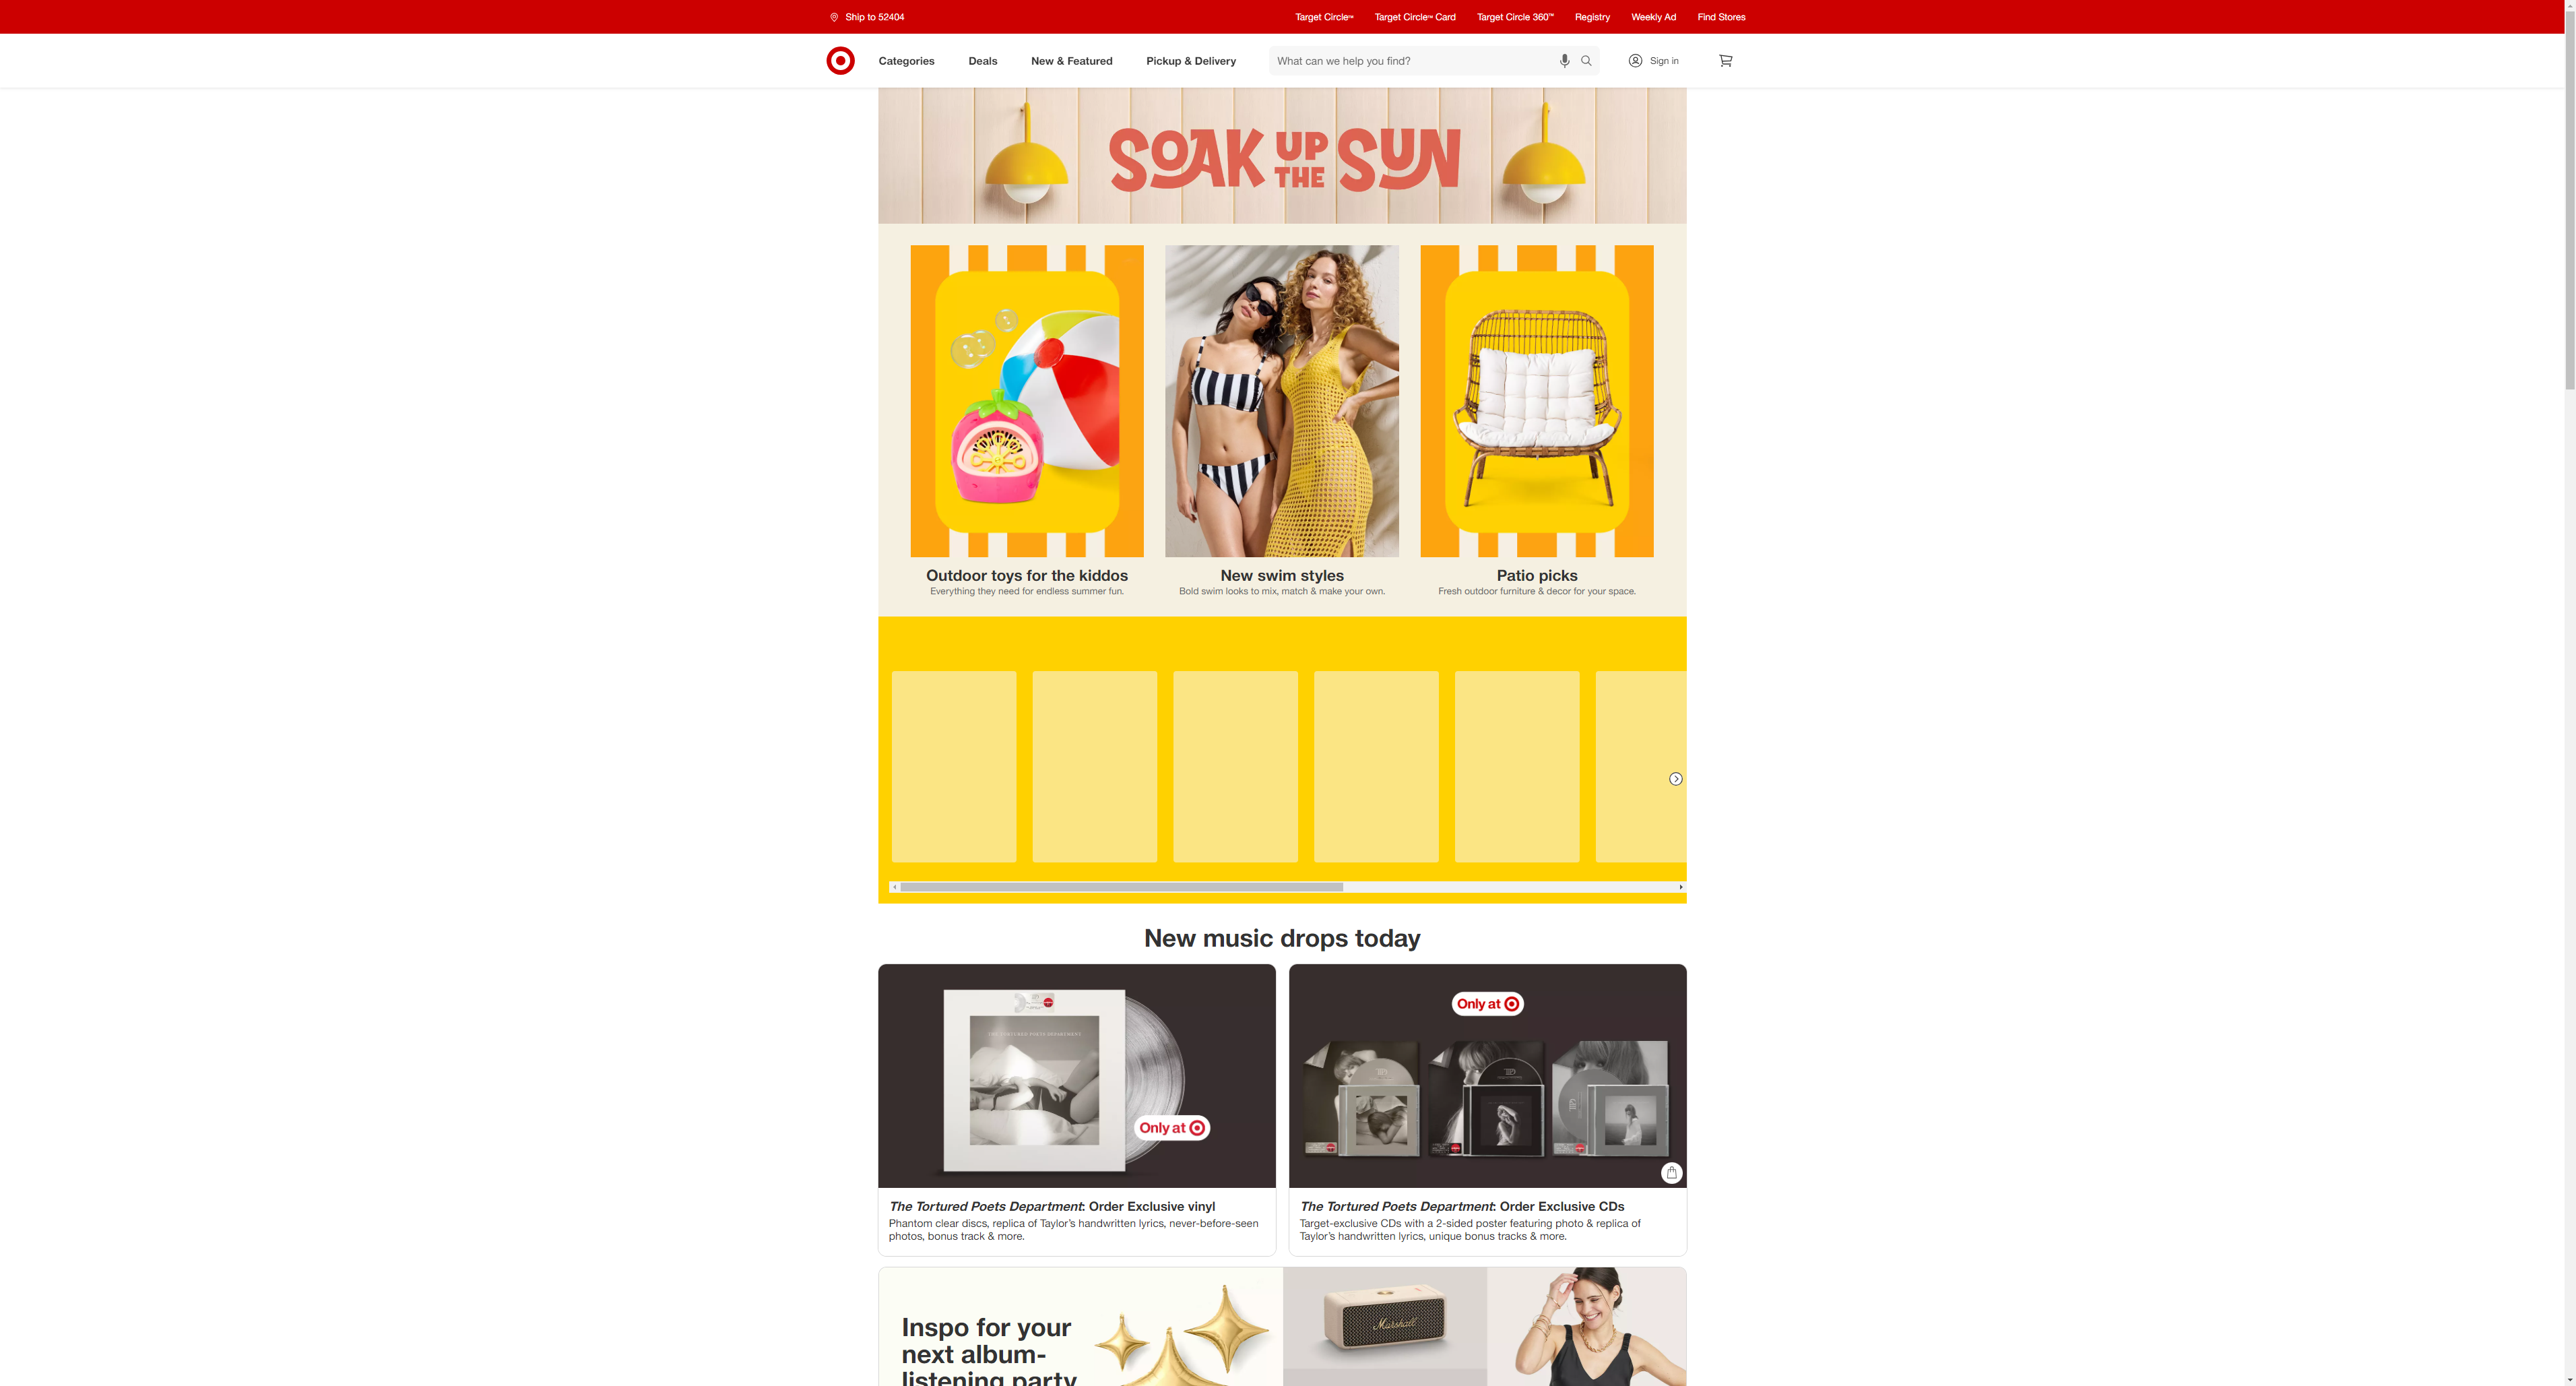 Ship to 52404
Target Circle™
Target Circle™ Card
Target Circle 360™
Registry
Weekly Ad
Find Stores
Categories
Deals
New & Featured
Pickup & Delivery
What can we help you find?
Sign in
SOAK UP THE SUN
Outdoor toys for the kiddos
Everything they need for endless summer fun.
New swim styles
Bold swim looks to mix, match & make your own.
Patio picks
Fresh outdoor furniture & decor for your space.
New music drops today
THE TORTURED POETS DEPARTMENT
Only at
Only at
The Tortured Poets Department: Order Exclusive vinyl
Phantom clear discs, replica of Taylor's handwritten lyrics, never-before-seen
photos, bonus track & more.
The Tortured Poets Department: Order Exclusive CDs
Target-exclusive CDs with a 2-sided poster featuring photo & replica of
Taylor's handwritten lyrics, unique bonus tracks & more.
Inspo for your
next album-
listening party
Marshall